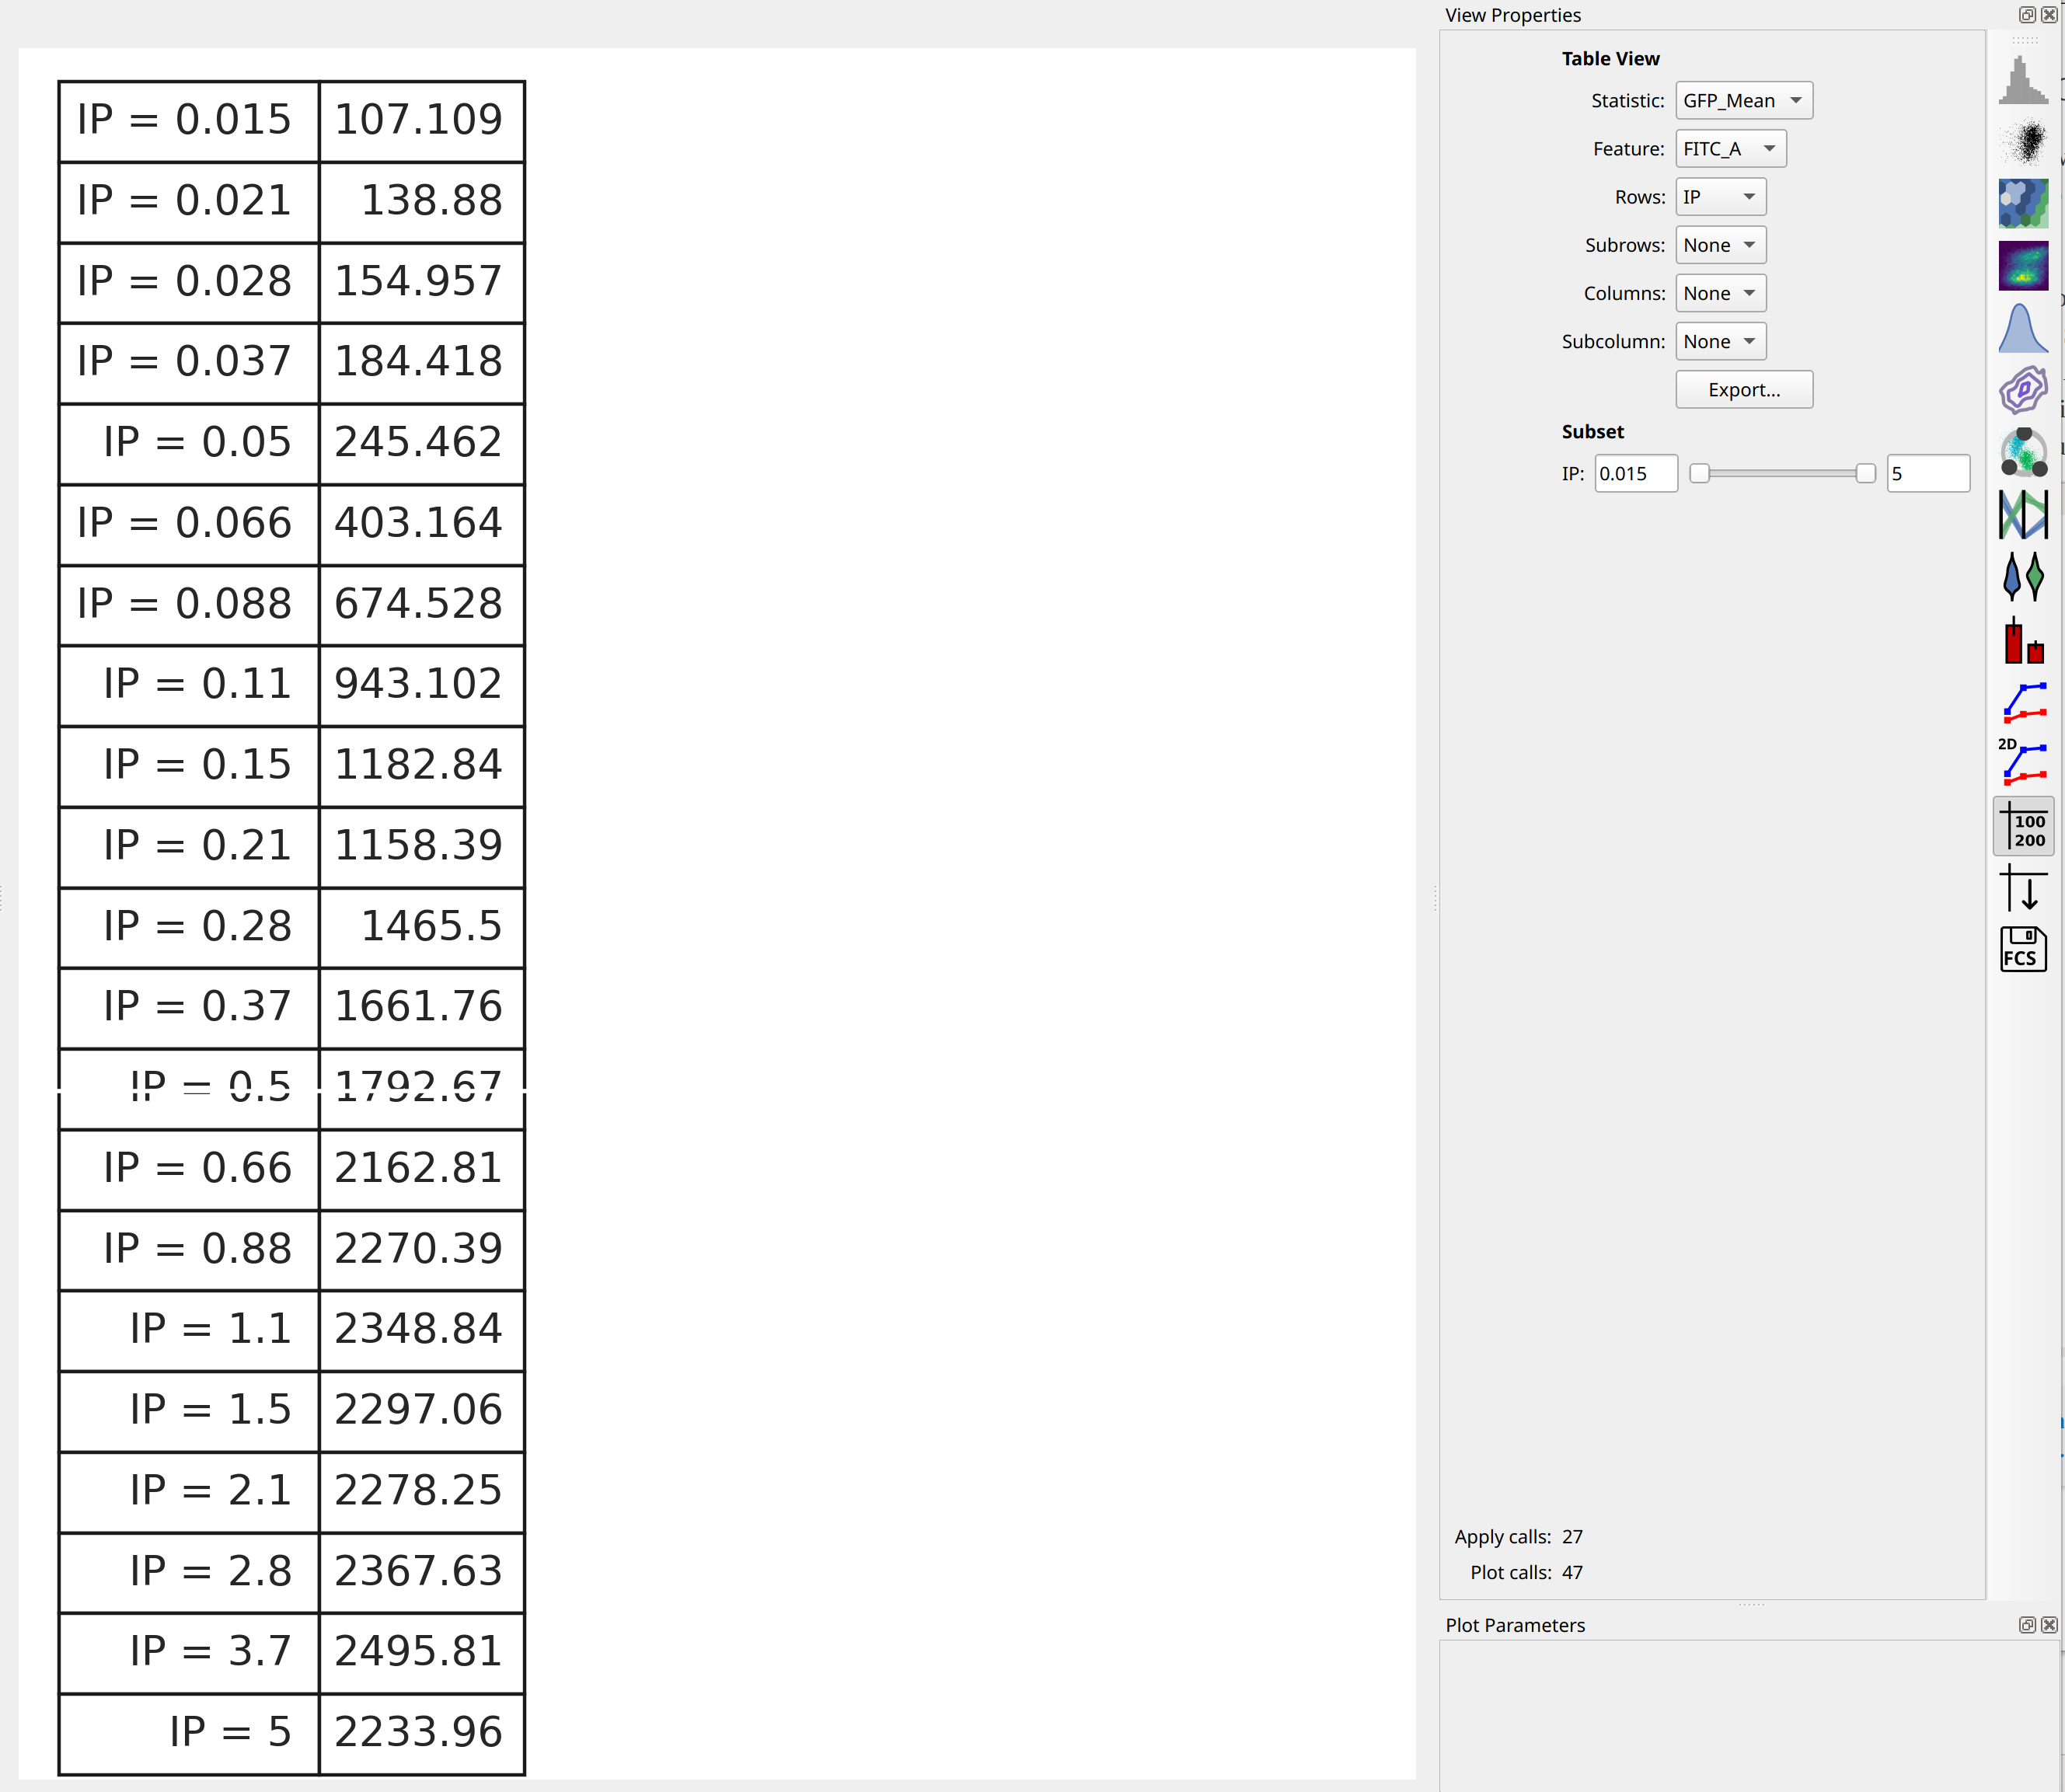 IP = 0.015 107.109
IP = 0.021 138.88
IP = 0.028 154.957
IP = 0.037 184.418
IP = 0.05 245.462
IP = 0.066 403.164
IP = 0.088 674.528
IP = 0.11 943.102
IP = 0.15 1182.84
IP = 0.21 1158.39
IP = 0.28 1465.5
IP = 0.37 1661.76
IP = 0.5 1792.67
IP = 0.66 2162.81
IP = 0.88 2270.39
IP = 1.1 2348.84
IP = 1.5 2297.06
IP = 2.1 2278.25
IP = 2.8 2367.63
IP = 3.7 2495.81
IP = 5 2233.96
View Properties
Table View
Statistic: GFP_Mean
Feature: FITC_A
Rows: IP
Subrows: None
Columns: None
Subcolumn: None
Export...
Subset
IP: 0.015 5
Apply calls: 27
Plot calls: 47
Plot Parameters
2D
100
200
FCS